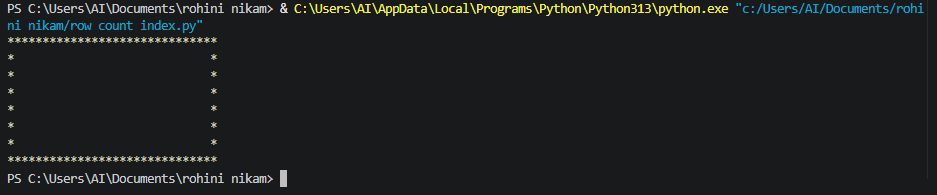 PS C:\Users\AI\Documents\rohini nikam> & C:\Users\AI\AppData\Local\Programs\Python\Python313\python.exe "c:/Users/AI/Documents/rohi
ni nikam/row count index.py"
******************************
*                            *
*                            *
*                            *
*                            *
*                            *
*                            *
******************************
PS C:\Users\AI\Documents\rohini nikam>